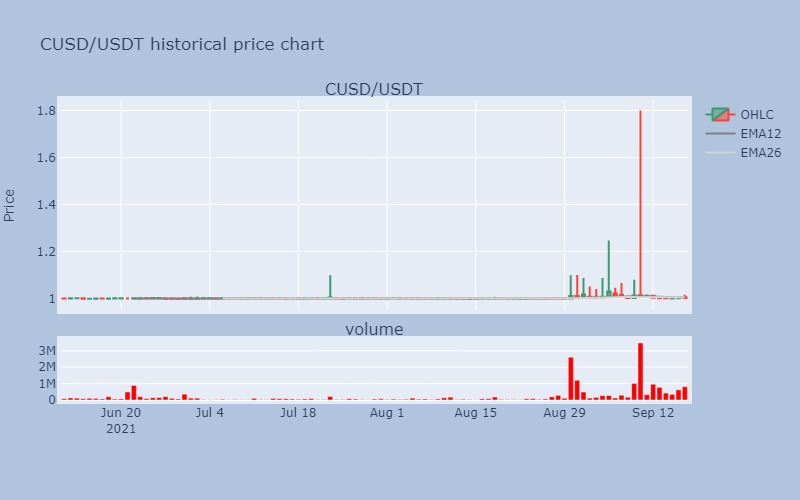 CUSD/USDT historical price chart
CUSD/USDT
Price
1.8
1.6
1.4
1.2
1
OHLC
EMA12
EMA26
volume
3M
2M
1M
0
Jun 20 Jul 4 Jul 18 Aug 1 Aug 15 Aug 29 Sep 12
2021